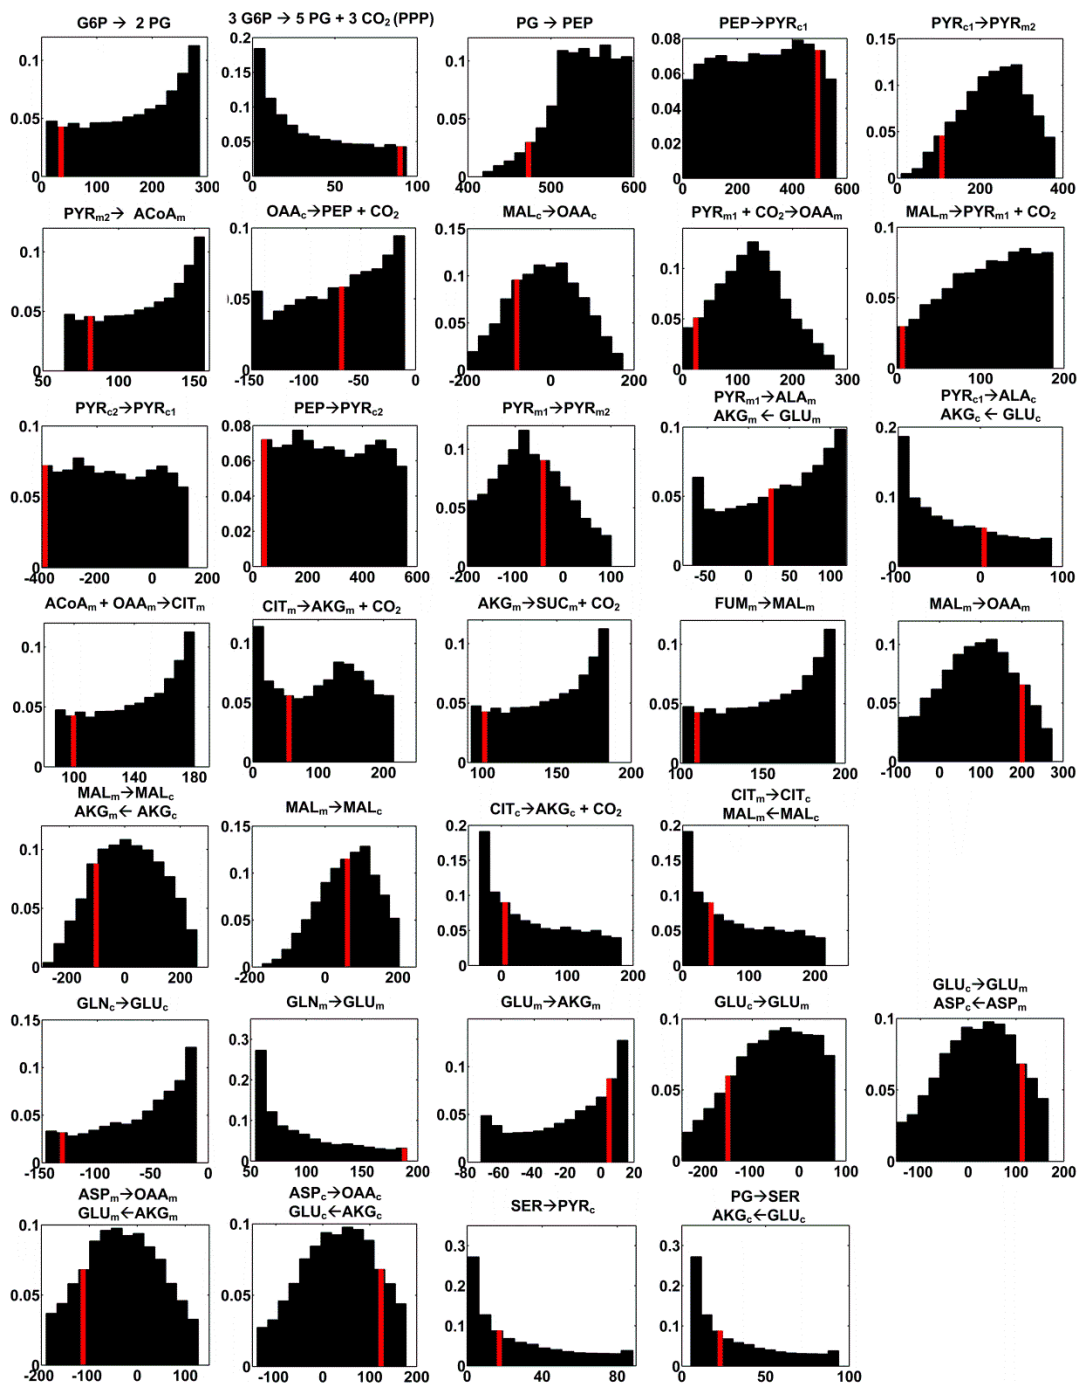 G6P → 2 PG
3 G6P → 5 PG + 3 CO₂ (PPP)
PG → PEP
PEP→PYRc1
PYRc1→PYRm2
0.1
0.05
0
0 100 200 300
0.2
0.15
0.1
0.05
0
0 50 100
0.1
0.05
0
400 500 600
0.08
0.06
0.04
0.02
0
0 200 400 600
0.15
0.1
0.05
0
0 200 400
PYRm2→ ACoAm
OAAc→PEP + CO₂
MALc→OAAc
PYRm1 + CO₂→OAAm
MALm→PYRm1 + CO₂
0.1
0.05
0
50 100 150
0.1
0.05
0
-150 -100 -50 0
0.15
0.1
0.05
0
-200 0 200
0.15
0.1
0.05
0
0 100 200 300
0.1
0.05
0
0 100 200
PYRc2→PYRc1
PEP→PYRc2
PYRm1→PYRm2
PYRm1→ALAm
AKGm ← GLUm
PYRc1→ALAc
AKGc ← GLUc
0.1
0.05
0
-400 -200 0 200
0.08
0.06
0.04
0.02
0
0 200 400 600
0.1
0.05
0
-200 -100 0 100
0.1
0.05
0
-50 0 50 100
0.2
0.1
0
-100 0 100
ACoAm + OAAm→CITm
CITm→AKGm + CO₂
AKGm→SUCm + CO₂
FUMm→MALm
MALm→OAAm
0.1
0.05
0
100 140 180
0.1
0.05
0
0 100 200
0.1
0.05
0
100 150 200
0.1
0.05
0
100 150 200
0.1
0.05
0
-100 0 100 200 300
MALm→MALc
AKGm← AKGc
MALm→MALc
CITc→AKGc + CO₂
CITm→CITc
MALm←MALc
0.1
0.05
0
-200 0 200
0.15
0.1
0.05
0
-200 0 200
0.2
0.15
0.1
0.05
0
0 100 200
0.2
0.15
0.1
0.05
0
0 100 200
GLNc→GLUc
GLNm→GLUm
GLUm→AKGm
GLUc→GLUm
GLUc→GLUm
ASPc←ASPm
0.15
0.1
0.05
0
-150 -100 -50 0
0.3
0.2
0.1
0
50 100 150 200
0.15
0.1
0.05
0
-80 -60 -40 -20 0 20
0.1
0.05
0
-200 -100 0 100
0.1
0.05
0
-100 0 100 200
ASPm→OAAm
GLUm←AKGm
ASPc→OAAc
GLUc←AKGc
SER→PYRc
PG→SER
AKGc←GLUc
0.1
0.05
0
-200 -100 0 100
0.1
0.05
0
-100 0 100 200
0.3
0.2
0.1
0
0 40 80
0.3
0.2
0.1
0
0 50 100